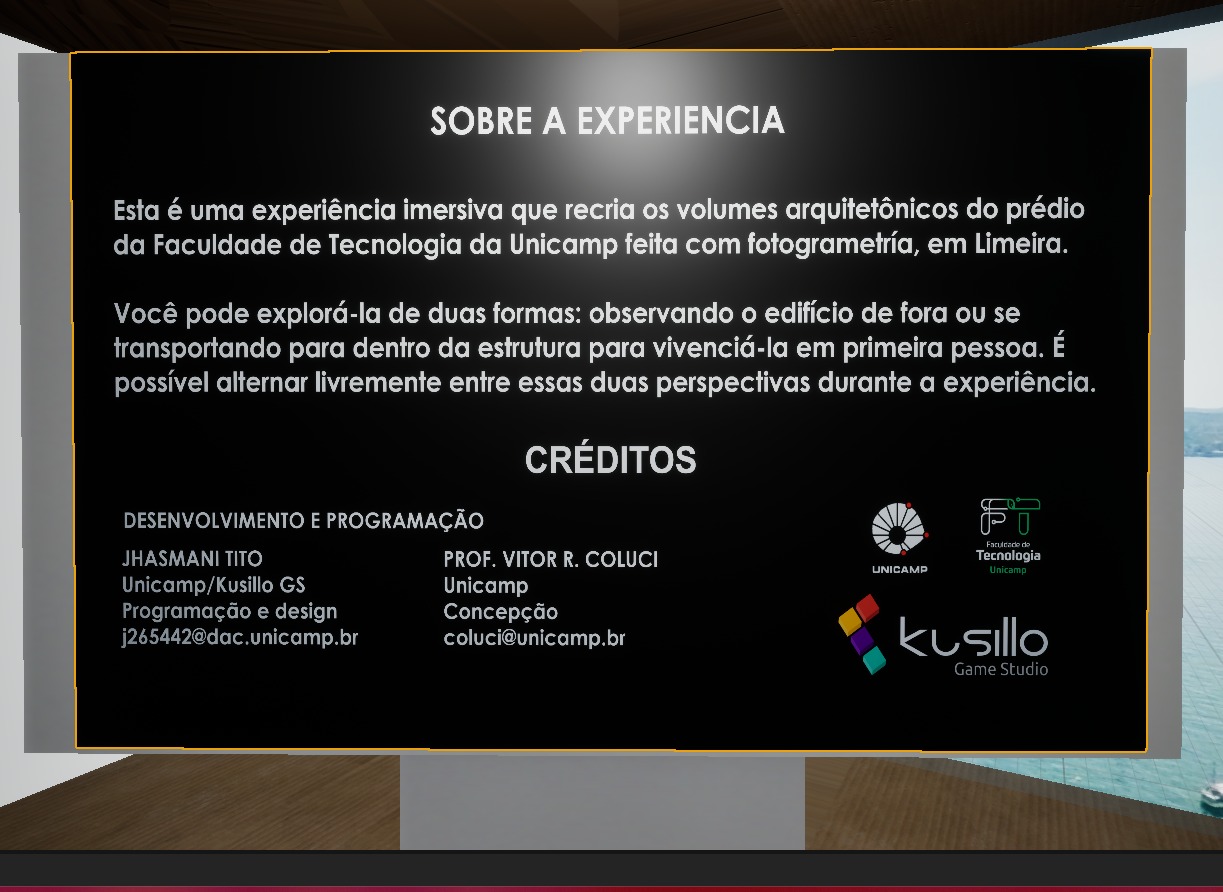 SOBRE A EXPERIENCIA
Esta é uma experiência imersiva que recria os volumes arquitetônicos do prédio
da Faculdade de Tecnologia da Unicamp feita com fotogrametría, em Limeira.
Você pode explorá-la de duas formas: observando o edifício de fora ou se
transportando para dentro da estrutura para vivenciá-la em primeira pessoa. É
possível alternar livremente entre essas duas perspectivas durante a experiência.
CRÉDITOS
DESENVOLVIMENTO E PROGRAMAÇÃO
JHASMANI TITO
Unicamp/Kusillo GS
Programação e design
j265442@dac.unicamp.br
PROF. VITOR R. COLUCI
Unicamp
Concepção
coluci@unicamp.br
UNICAMP
FT
Faculdade de
Tecnologia
Unicamp
kusillo
Game Studio